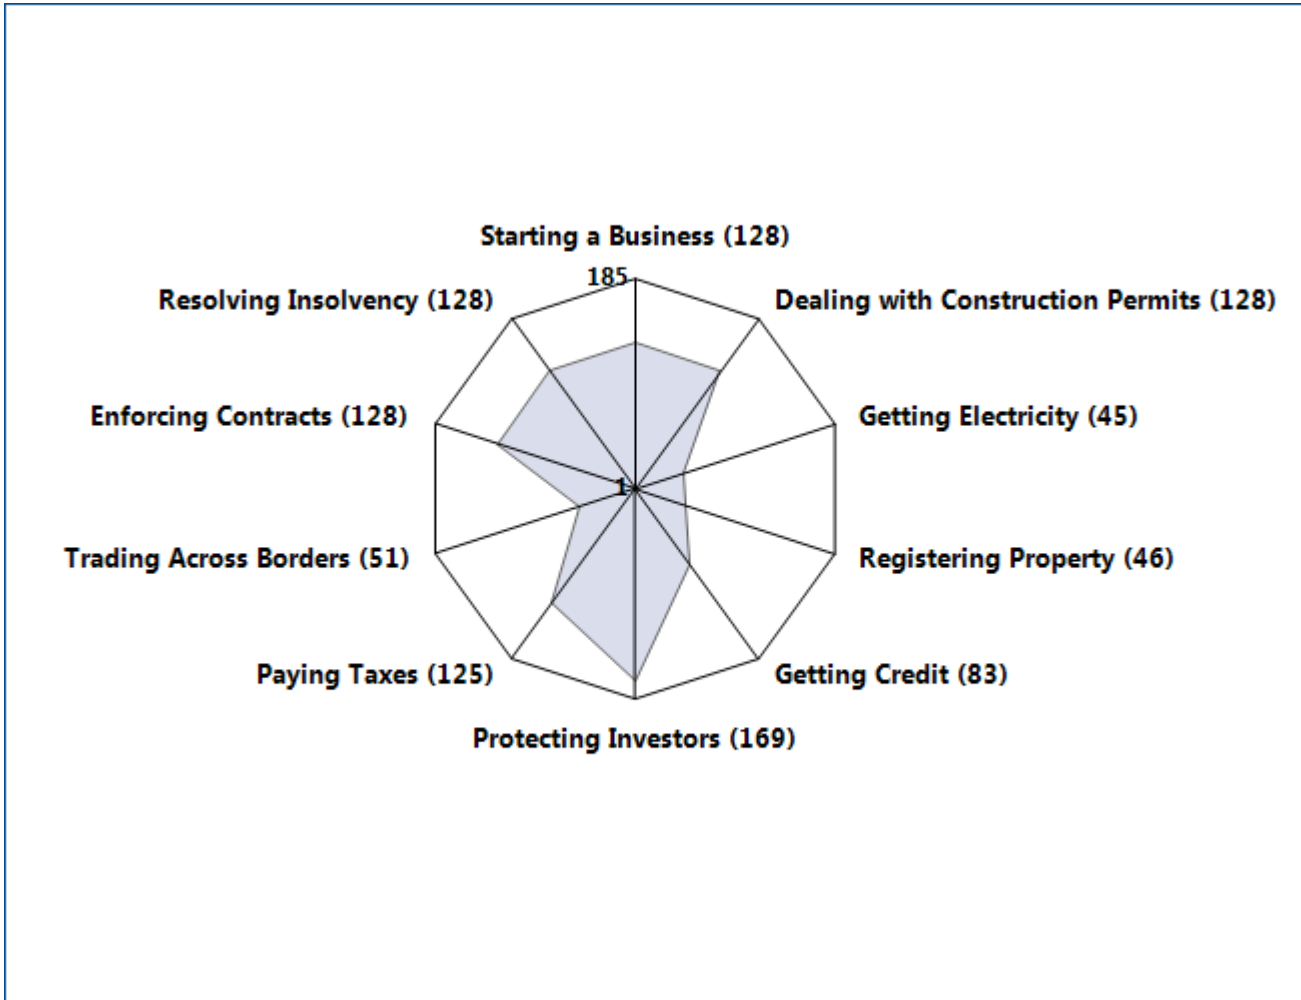 Starting a Business (128)
185
Resolving Insolvency (128)
Dealing with Construction Permits (128)
Enforcing Contracts (128)
Getting Electricity (45)
1
Trading Across Borders (51)
Registering Property (46)
Paying Taxes (125)
Getting Credit (83)
Protecting Investors (169)